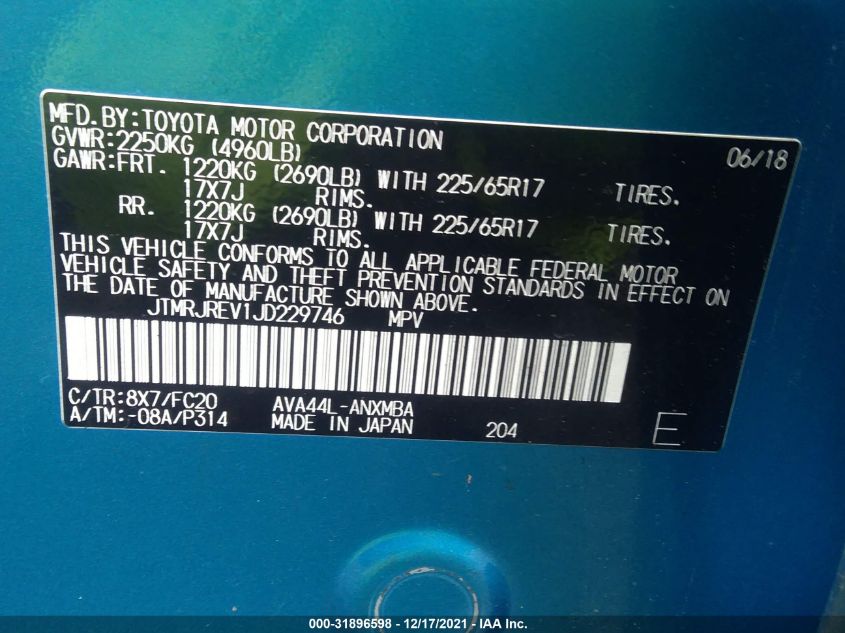 MFD.BY:TOYOTA MOTOR CORPORATION 06/18
GVWR:2250KG (4960LB)
GAWR:FRT. 1220KG (2690LB) WITH 225/65R17 TIRES.
17X7J RIMS.
RR. 1220KG (2690LB) WITH 225/65R17 TIRES.
17X7J RIMS.
THIS VEHICLE CONFORMS TO ALL APPLICABLE FEDERAL MOTOR
VEHICLE SAFETY AND THEFT PREVENTION STANDARDS IN EFFECT ON
THE DATE OF MANUFACTURE SHOWN ABOVE.
JTMRJREV1JD229746 MPV
C/TR:8X7/FC20 AVA44L-ANXMBA
A/TM:-08A/P314 MADE IN JAPAN 204 E
000-31896598 - 12/17/2021 - IAA Inc.